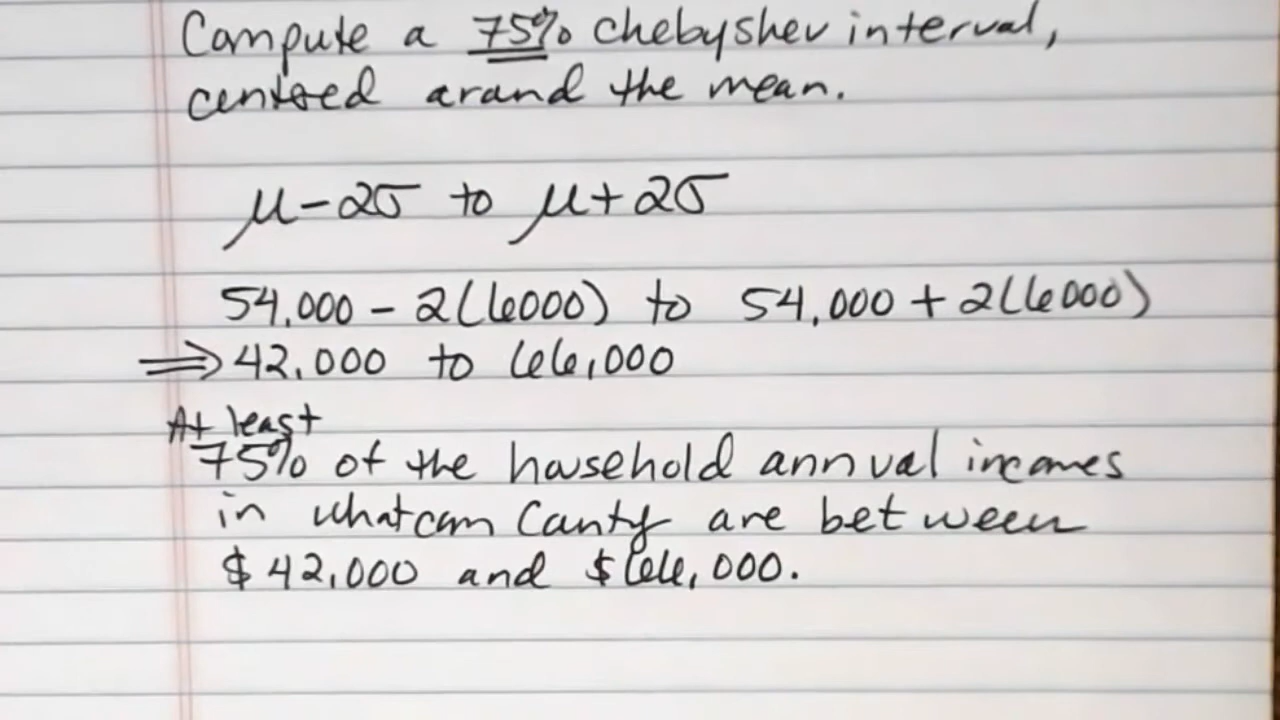 Compute a 75% chebyshev interval,
centered around the mean.
μ-2σ to μ+2σ
54,000 - 2(6000) to 54,000 + 2(6000)
⟹ 42,000 to 66,000
At least
75% of the household annual incomes
in whatcom County are between
$42,000 and $66,000.